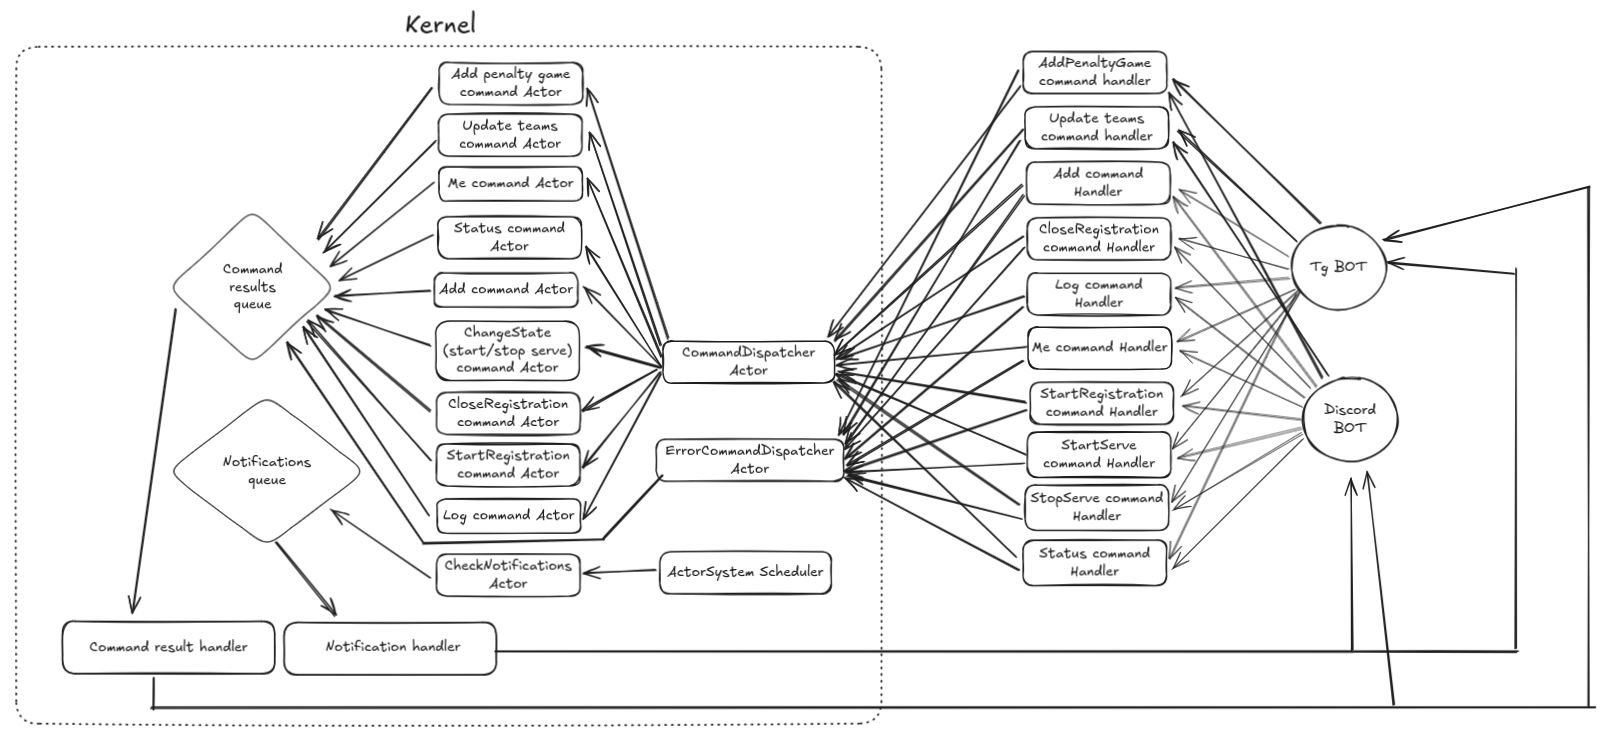 Kernel
Add penalty game
command Actor
Update teams
command Actor
Me command Actor
Status command
Actor
Add command Actor
ChangeState
(start/stop serve)
command Actor
CloseRegistration
command Actor
StartRegistration
command Actor
Log command Actor
CheckNotifications
Actor
Command
results
queue
Notifications
queue
Command result handler
Notification handler
CommandDispatcher
Actor
ErrorCommandDispatcher
Actor
ActorSystem Scheduler
AddPenaltyGame
command handler
Update teams
command handler
Add command
Handler
CloseRegistration
command Handler
Log command
Handler
Me command Handler
StartRegistration
command Handler
StartServe
command Handler
StopServe command
Handler
Status command
Handler
Tg BOT
Discord
BOT